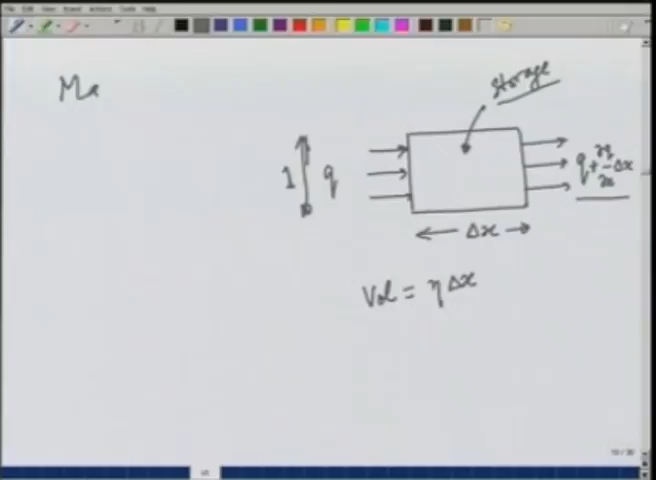 Ma
Storage
1 q
q + ∂q/∂x Δx
Δx
Vol = η Δx